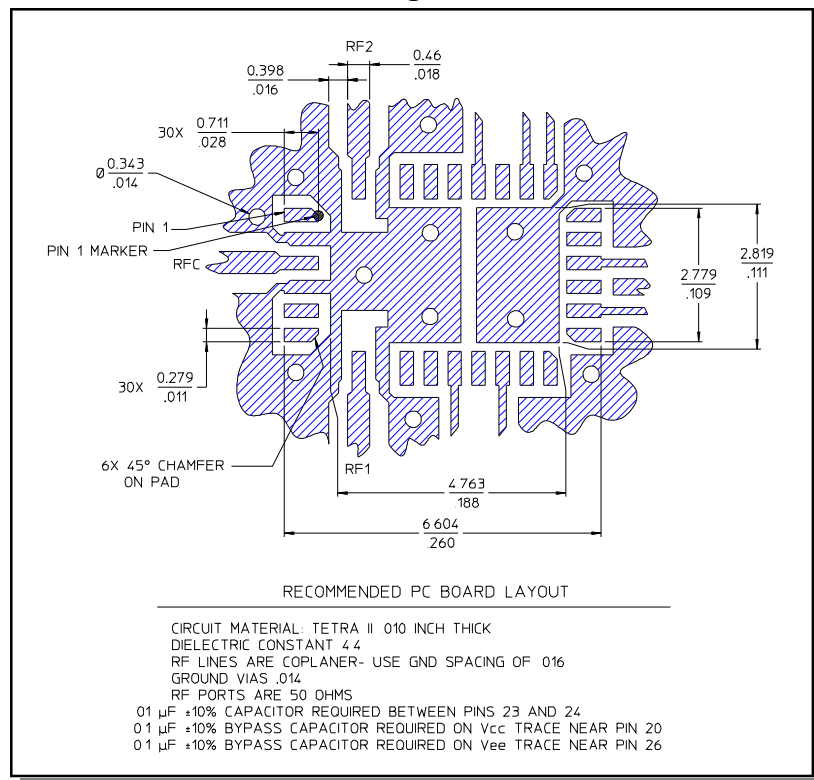 RF2
0.46
.018
0.398
.016
30X 0.711
.028
Ø 0.343
.014
PIN 1
PIN 1 MARKER
RFC
2.819
.111
2.779
.109
30X 0.279
.011
6X 45° CHAMFER
ON PAD
RF1
4.763
.188
6 604
.260
RECOMMENDED PC BOARD LAYOUT
CIRCUIT MATERIAL: TETRA II .010 INCH THICK
DIELECTRIC CONSTANT 4 4
RF LINES ARE COPLANER- USE GND SPACING OF 016
GROUND VIAS .014
RF PORTS ARE 50 OHMS
01 µF ±10% CAPACITOR REQUIRED BETWEEN PINS 23 AND 24
0 1 µF ±10% BYPASS CAPACITOR REQUIRED ON Vcc TRACE NEAR PIN 20
0 1 µF ±10% BYPASS CAPACITOR REQUIRED ON Vee TRACE NEAR PIN 26